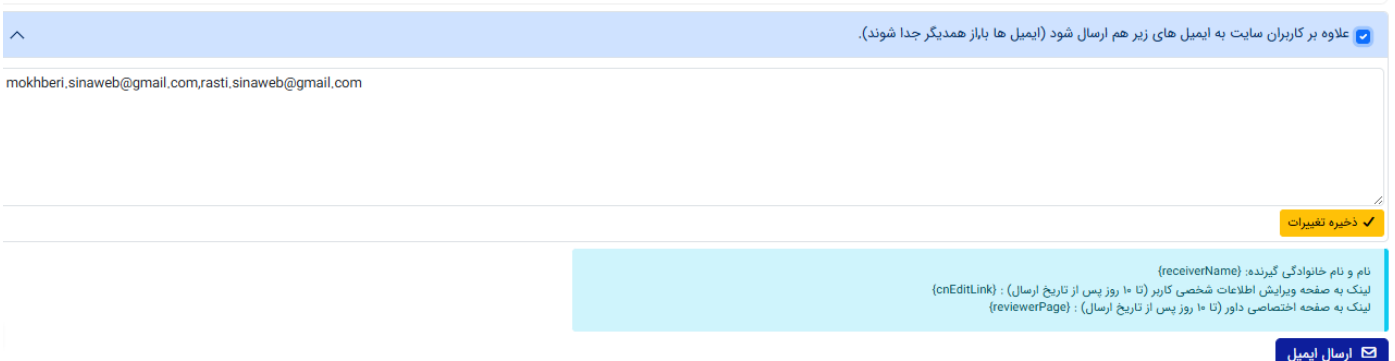 علاوه بر کاربران سایت به ایمیل های زیر هم ارسال شود (ایمیل ها با,از همدیگر جدا شوند).
mokhberi.sinaweb@gmail.com,rasti.sinaweb@gmail.com
ذخیره تغییرات
نام و نام خانوادگی گیرنده: {receiverName}
لینک به صفحه ویرایش اطلاعات شخصی کاربر (تا ۱۰ روز پس از تاریخ ارسال) : {cnEditLink}
لینک به صفحه اختصاصی داور (تا ۱۰ روز پس از تاریخ ارسال) : {reviewerPage}
ارسال ایمیل